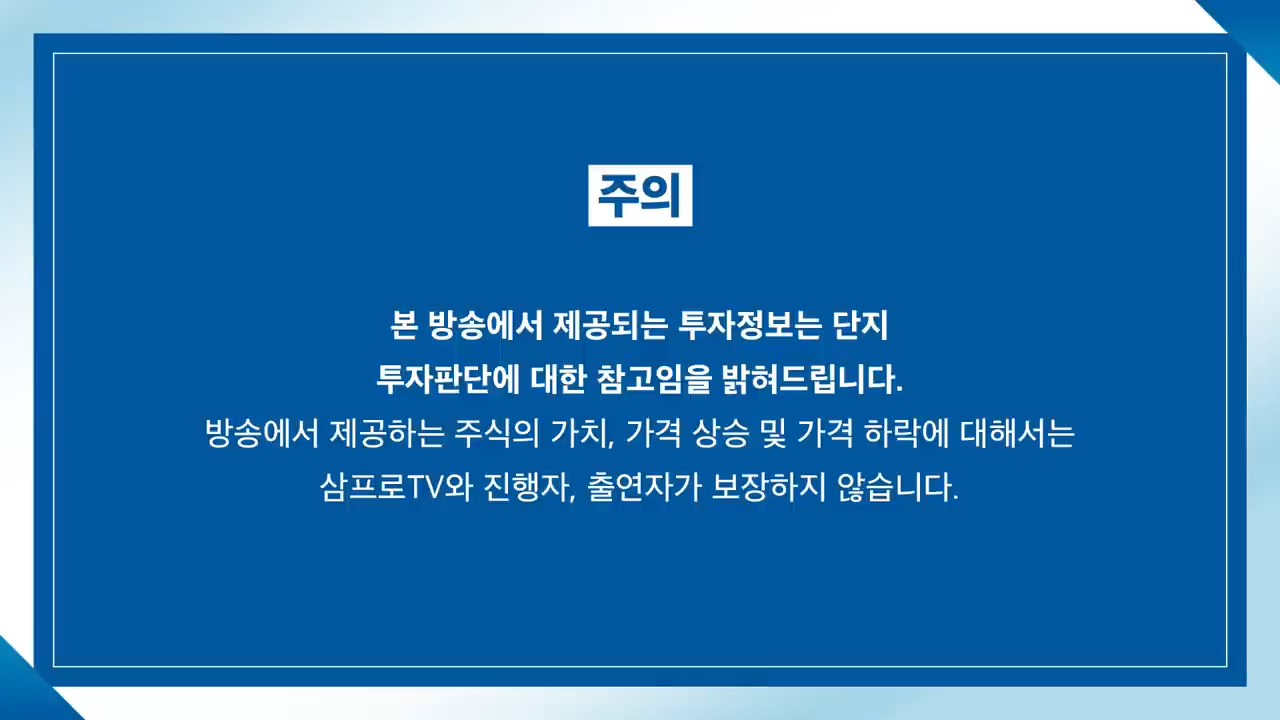 주의
본 방송에서 제공되는 투자정보는 단지
투자판단에 대한 참고임을 밝혀드립니다.
방송에서 제공하는 주식의 가치, 가격 상승 및 가격 하락에 대해서는
삼프로TV와 진행자, 출연자가 보장하지 않습니다.